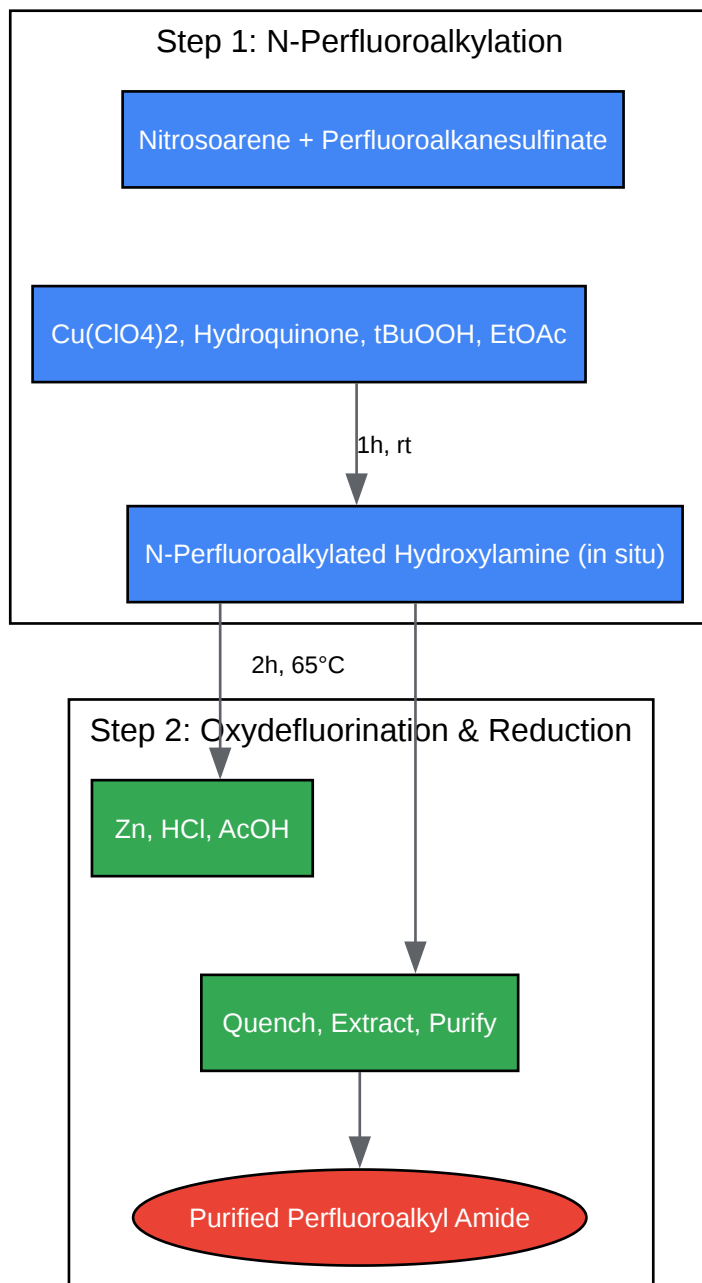 Step 1: N-Perfluoroalkylation
Nitrosoarene + Perfluoroalkanesulfinate
Cu(ClO4)2, Hydroquinone, tBuOOH, EtOAc
1h, rt
N-Perfluoroalkylated Hydroxylamine (in situ)
2h, 65°C
Step 2: Oxydefluorination & Reduction
Zn, HCl, AcOH
Quench, Extract, Purify
Purified Perfluoroalkyl Amide